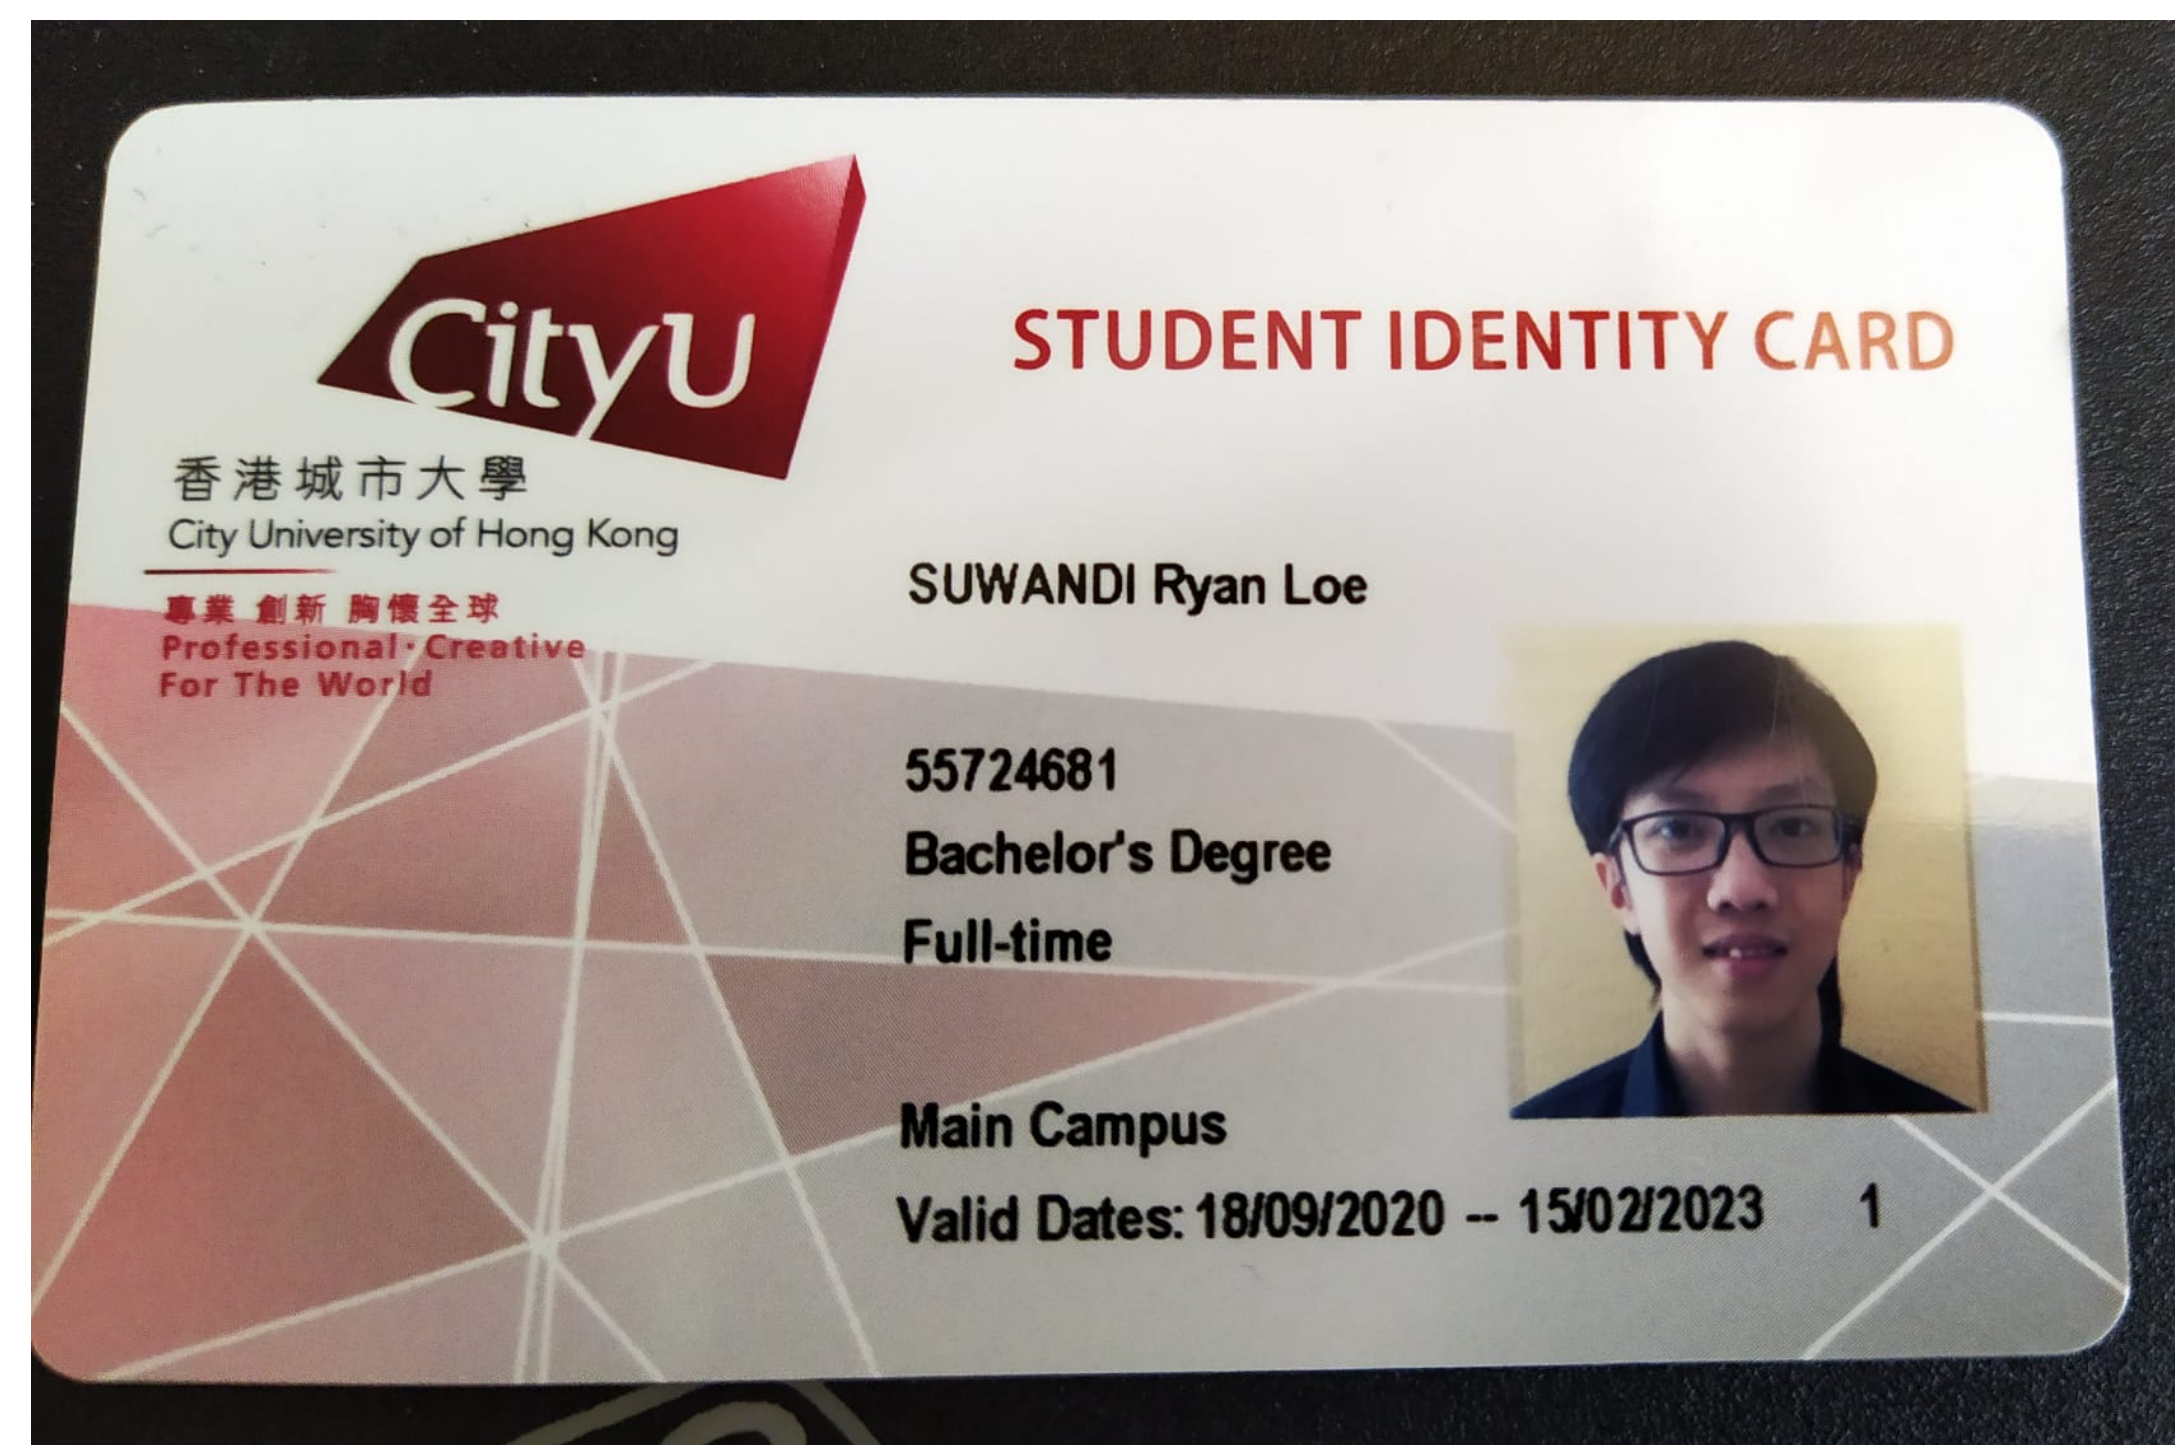 CityU
STUDENT IDENTITY CARD
香港城市大學
City University of Hong Kong
專業 創新 胸懷全球
Professional·Creative
For The World
SUWANDI Ryan Loe
55724681
Bachelor's Degree
Full-time
Main Campus
Valid Dates: 18/09/2020 -- 15/02/2023 1